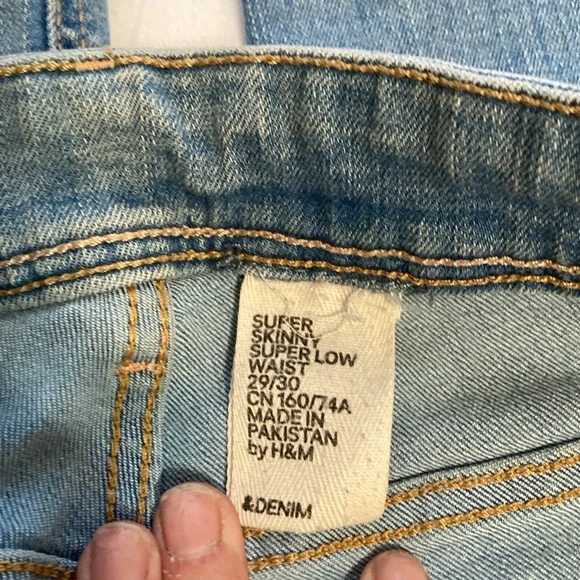 SUPER
SKINNY
SUPER LOW
WAIST
29/30
CN 160/74A
MADE IN
PAKISTAN
by H&M
&DENIM